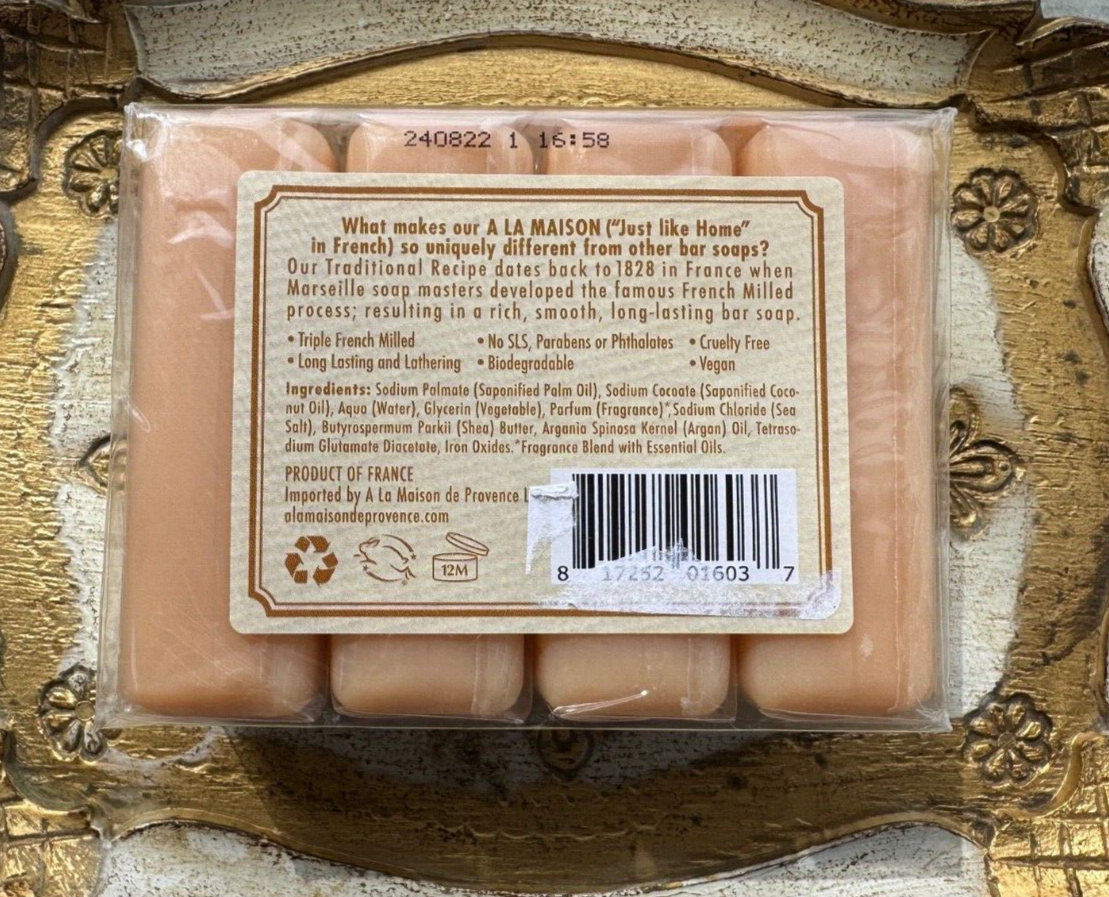 240822 1 16:58
What makes our A LA MAISON (“Just like Home”
in French) so uniquely different from other bar soaps?
Our Traditional Recipe dates back to 1828 in France when
Marseille soap masters developed the famous French Milled
process; resulting in a rich, smooth, long-lasting bar soap.
• Triple French Milled • No SLS, Parabens or Phthalates • Cruelty Free
• Long Lasting and Lathering • Biodegradable • Vegan
Ingredients: Sodium Palmate (Saponified Palm Oil), Sodium Cocoate (Saponified Coco-
nut Oil), Aqua (Water), Glycerin (Vegetable), Parfum (Fragrance)*, Sodium Chloride (Sea
Salt), Butyrospermum Parkii (Shea) Butter, Argania Spinosa Kernel (Argan) Oil, Tetraso-
dium Glutamate Diacetate, Iron Oxides. *Fragrance Blend with Essential Oils.
PRODUCT OF FRANCE
Imported by A La Maison de Provence
alamaisondeprovence.com
12M
8 17252 01603 7